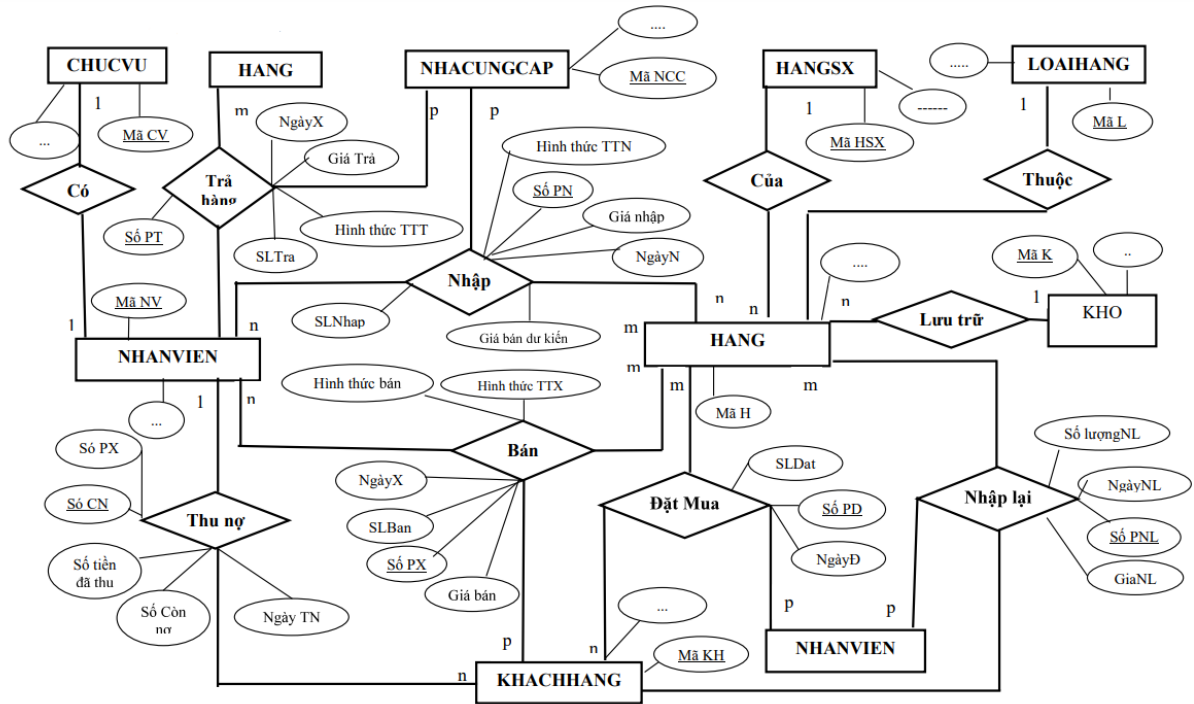 CHUCVU
HANG
NHACUNGCAP
....
Mã NCC
HANGSX
------
.....
LOAIHANG
1
...
Mã CV
m
NgàyX
p
p
1
Mã HSX
1
Mã L
Giá Trả
Hình thức TTN
Có
Trả
hàng
Số PN
Của
Thuộc
Số PT
Hình thức TTT
Giá nhập
SLTra
NgàyN
....
Mã K
..
Nhập
Mã NV
SLNhap
Giá bán dư kiến
n
n
n
1
1
n
m
NHANVIEN
HANG
Lưu trữ
KHO
m
Hình thức bán
Hình thức TTX
1
n
m
m
...
Mã H
Só PX
Bán
Số lượngNL
NgàyX
SLDat
NgàyNL
Só CN
Thu nợ
SLBan
Đặt Mua
Số PD
Nhập lại
Số PX
Số PNL
Số tiền
đã thu
NgàyĐ
GiaNL
Giá bán
Số Còn
nợ
Ngày TN
...
p
p
p
n
Mã KH
NHANVIEN
n
KHACHHANG